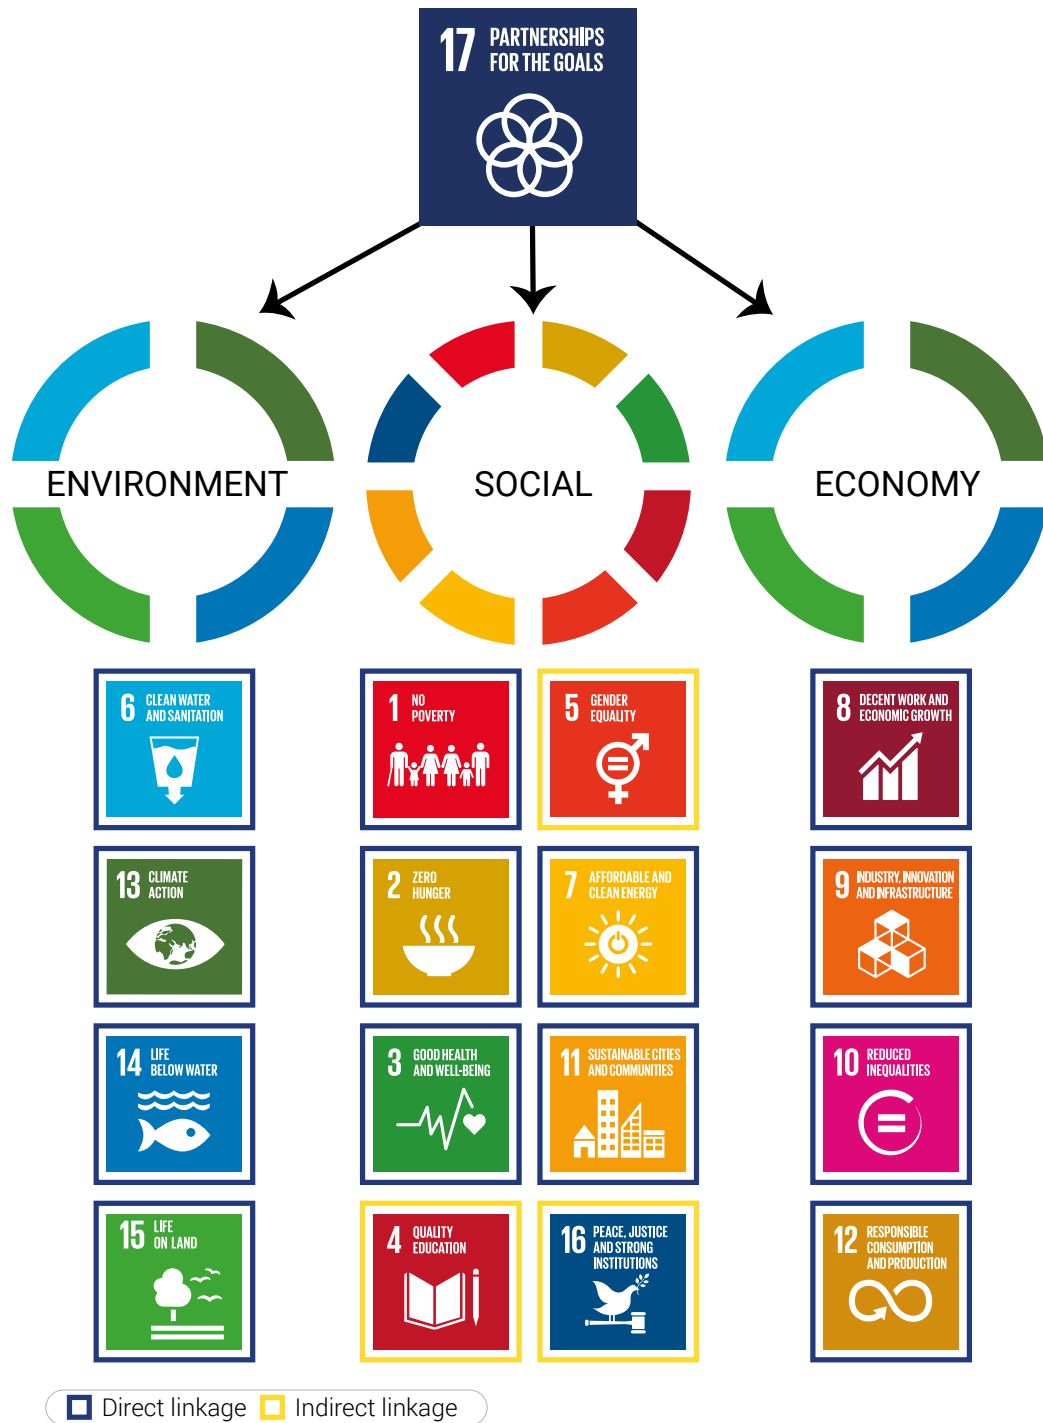 17 PARTNERSHIPS
FOR THE GOALS
ENVIRONMENT
SOCIAL
ECONOMY
6 CLEAN WATER
AND SANITATION
1 NO
POVERTY
5 GENDER
EQUALITY
8 DECENT WORK AND
ECONOMIC GROWTH
13 CLIMATE
ACTION
2 ZERO
HUNGER
7 AFFORDABLE AND
CLEAN ENERGY
9 INDUSTRY, INNOVATION
AND INFRASTRUCTURE
14 LIFE
BELOW WATER
3 GOOD HEALTH
AND WELL-BEING
11 SUSTAINABLE CITIES
AND COMMUNITIES
10 REDUCED
INEQUALITIES
15 LIFE
ON LAND
4 QUALITY
EDUCATION
16 PEACE, JUSTICE
AND STRONG
INSTITUTIONS
12 RESPONSIBLE
CONSUMPTION
AND PRODUCTION
Direct linkage
Indirect linkage